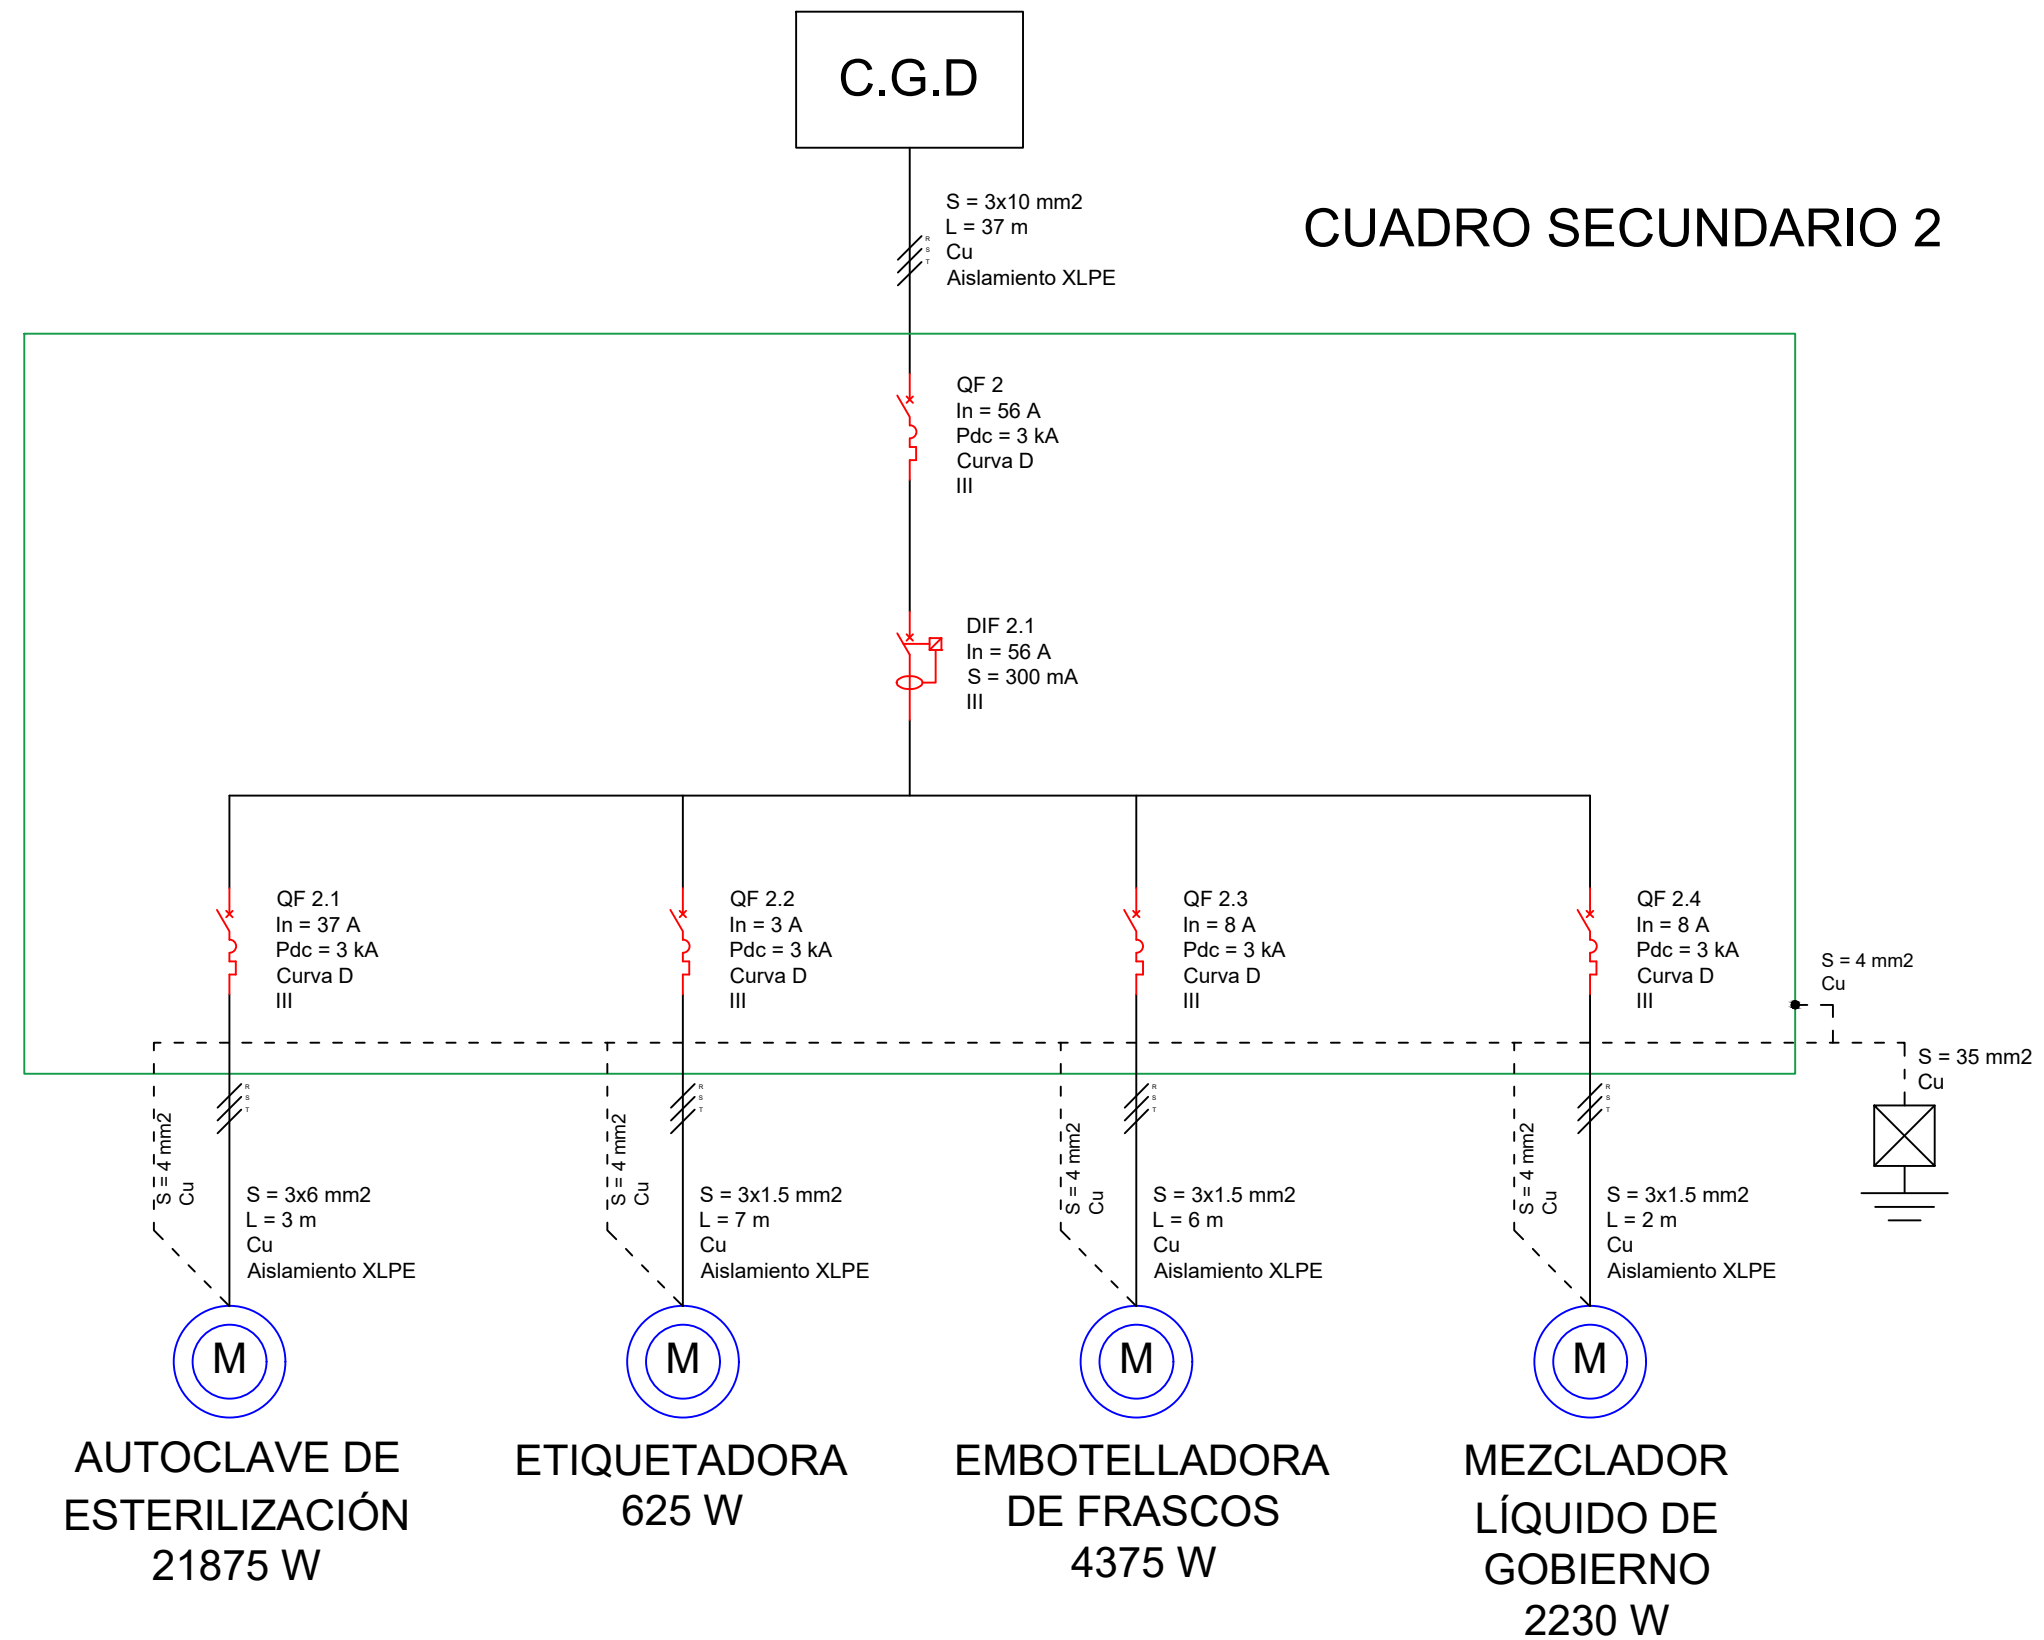 C.G.D
S = 3x10 mm2
L = 37 m
Cu
Aislamiento XLPE
R
S
T
CUADRO SECUNDARIO 2
QF 2
In = 56 A
Pdc = 3 kA
Curva D
III
DIF 2.1
In = 56 A
S = 300 mA
III
QF 2.1
In = 37 A
Pdc = 3 kA
Curva D
III
QF 2.2
In = 3 A
Pdc = 3 kA
Curva D
III
QF 2.3
In = 8 A
Pdc = 3 kA
Curva D
III
QF 2.4
In = 8 A
Pdc = 3 kA
Curva D
III
S = 4 mm2
Cu
S = 35 mm2
Cu
R
S
T
S = 4 mm2
Cu
S = 3x6 mm2
L = 3 m
Cu
Aislamiento XLPE
R
S
T
S = 4 mm2
Cu
S = 3x1.5 mm2
L = 7 m
Cu
Aislamiento XLPE
R
S
T
S = 4 mm2
Cu
S = 3x1.5 mm2
L = 6 m
Cu
Aislamiento XLPE
R
S
T
S = 4 mm2
Cu
S = 3x1.5 mm2
L = 2 m
Cu
Aislamiento XLPE
M
AUTOCLAVE DE
ESTERILIZACIÓN
21875 W
M
ETIQUETADORA
625 W
M
EMBOTELLADORA
DE FRASCOS
4375 W
M
MEZCLADOR
LÍQUIDO DE
GOBIERNO
2230 W